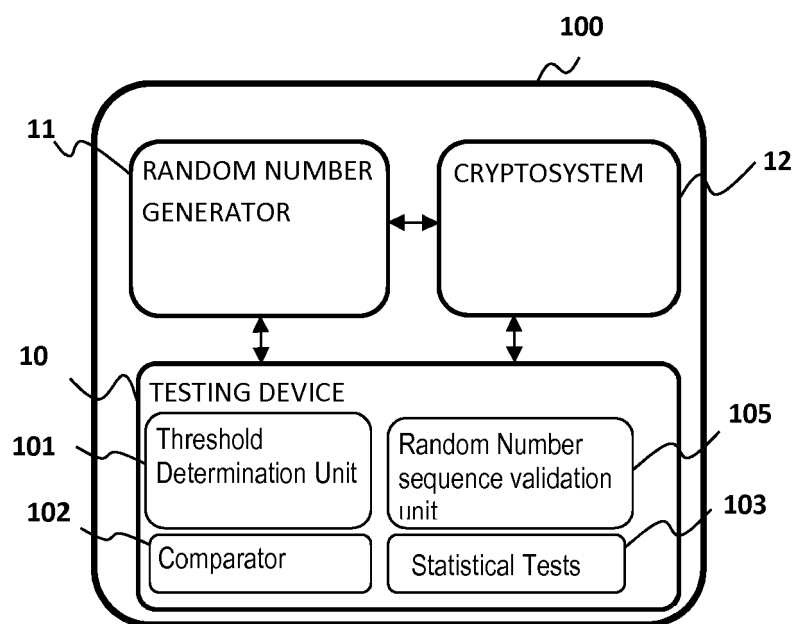 100
11
RANDOM NUMBER
GENERATOR
CRYPTOSYSTEM
12
10
TESTING DEVICE
101
Threshold
Determination Unit
Random Number
sequence validation
unit
105
102
Comparator
Statistical Tests
103